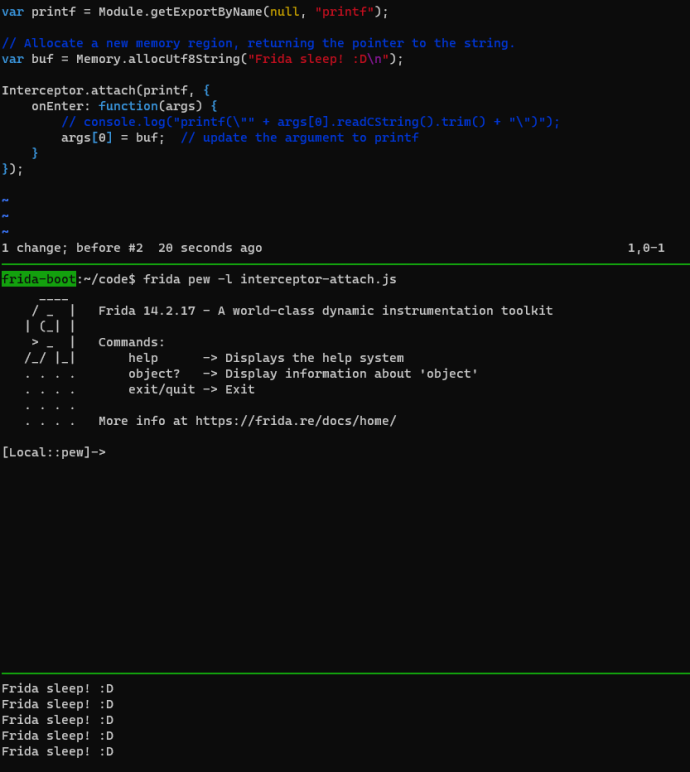 var printf = Module.getExportByName(null, "printf");
// Allocate a new memory region, returning the pointer to the string.
var buf = Memory.allocUtf8String("Frida sleep! :D\n");
Interceptor.attach(printf, {
    onEnter: function(args) {
        // console.log("printf(\"" + args[0].readCString().trim() + "\")");
        args[0] = buf;  // update the argument to printf
    }
});
~
~
~
1 change; before #2  20 seconds ago                                                 1,0-1
frida-boot:~/code$ frida pew -l interceptor-attach.js
     ____
    / _  |   Frida 14.2.17 - A world-class dynamic instrumentation toolkit
   | (_| |
    > _  |   Commands:
   /_/ |_|       help      -> Displays the help system
   . . . .       object?   -> Display information about 'object'
   . . . .       exit/quit -> Exit
   . . . .
   . . . .   More info at https://frida.re/docs/home/
[Local::pew]->
Frida sleep! :D
Frida sleep! :D
Frida sleep! :D
Frida sleep! :D
Frida sleep! :D